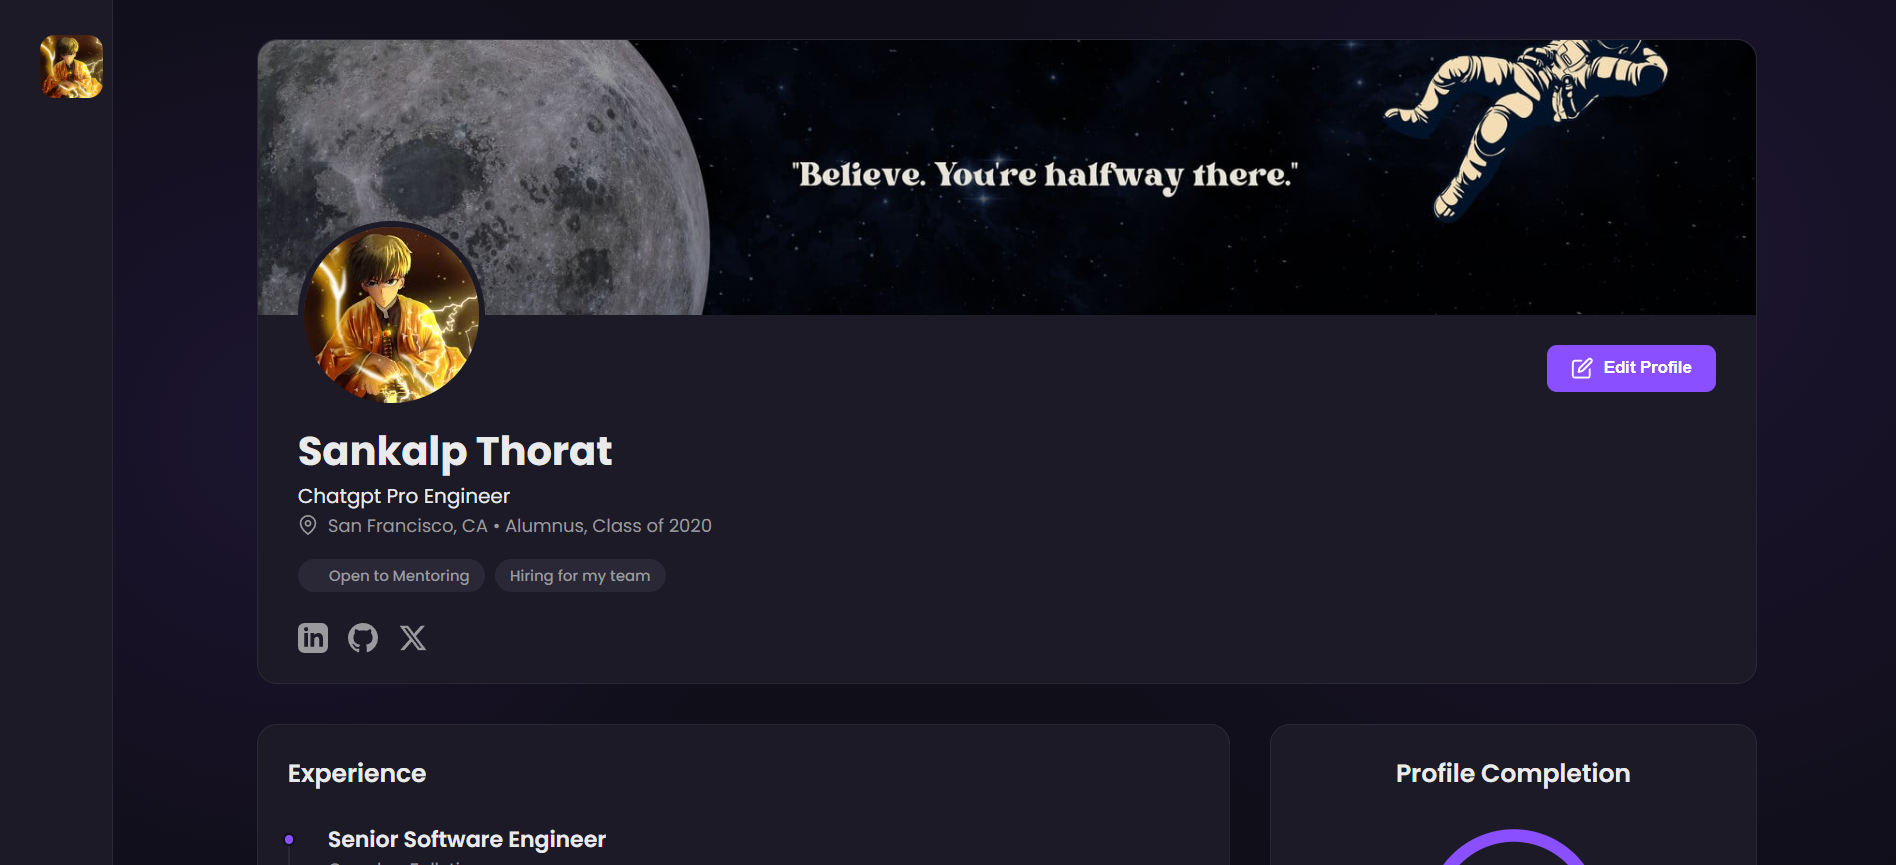 "Believe. You're halfway there."
Edit Profile
Sankalp Thorat
Chatgpt Pro Engineer
San Francisco, CA • Alumnus, Class of 2020
Open to Mentoring
Hiring for my team
in
Experience
Profile Completion
Senior Software Engineer